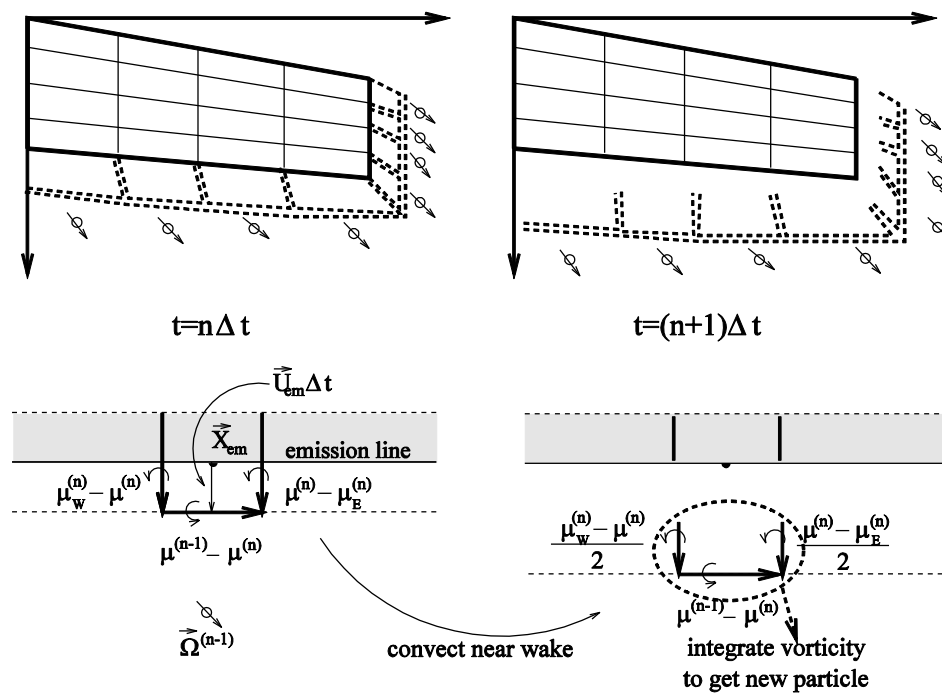 t=nΔt
t=(n+1)Δt
U⃗emΔt
X⃗em
emission line
μW(n) − μ(n)
μ(n) − μE(n)
μ(n-1) − μ(n)
Ω⃗(n-1)
convect near wake
μW(n) − μ(n)
2
μ(n) − μE(n)
2
μ(n-1) − μ(n)
integrate vorticity
to get new particle